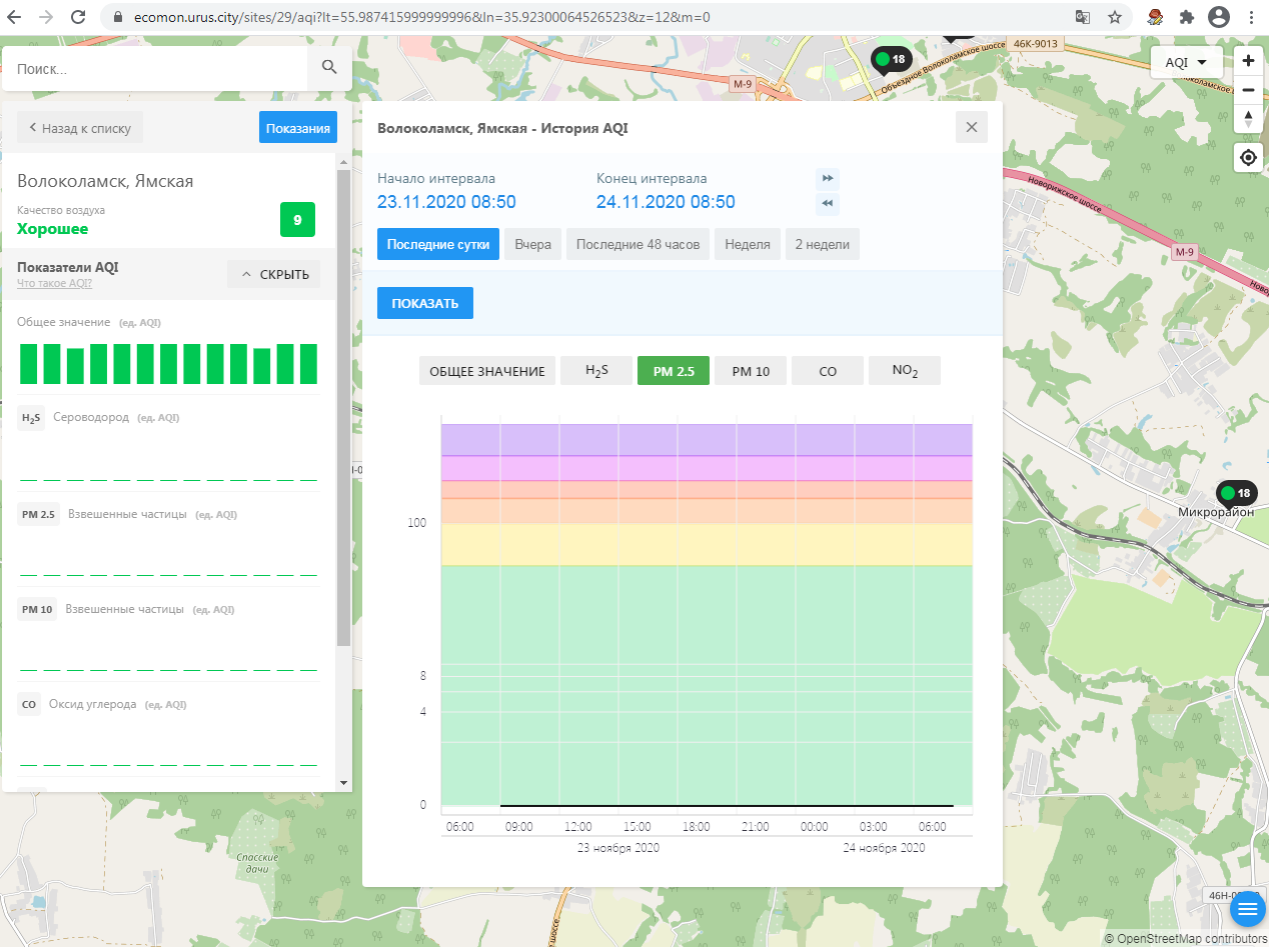 ecomon.urus.city/sites/29/aqi?lt=55.987415999999996&ln=35.92300064526523&z=12&m=0
46К-9013
Поиск...
18
Объездное Волоколамское шоссе
AQI
М-9
Назад к списку
Показания
Волоколамск, Ямская - История AQI
Волоколамск, Ямская
Качество воздуха
Хорошее
9
Начало интервала
Конец интервала
23.11.2020 08:50
24.11.2020 08:50
Новорижское шоссе
Последние сутки
Вчера
Последние 48 часов
Неделя
2 недели
М-9
Показатели AQI
Что такое AQI?
СКРЫТЬ
ПОКАЗАТЬ
Общее значение (ед. AQI)
ОБЩЕЕ ЗНАЧЕНИЕ
H2S
PM 2.5
PM 10
CO
NO2
H2S Сероводород (ед. AQI)
PM 2.5 Взвешенные частицы (ед. AQI)
PM 10 Взвешенные частицы (ед. AQI)
CO Оксид углерода (ед. AQI)
100
8
4
0
18
Микрорайон
06:00 09:00 12:00 15:00 18:00 21:00 00:00 03:00 06:00
23 ноября 2020
24 ноября 2020
Спасские
дачи
шоссе
© OpenStreetMap contributors